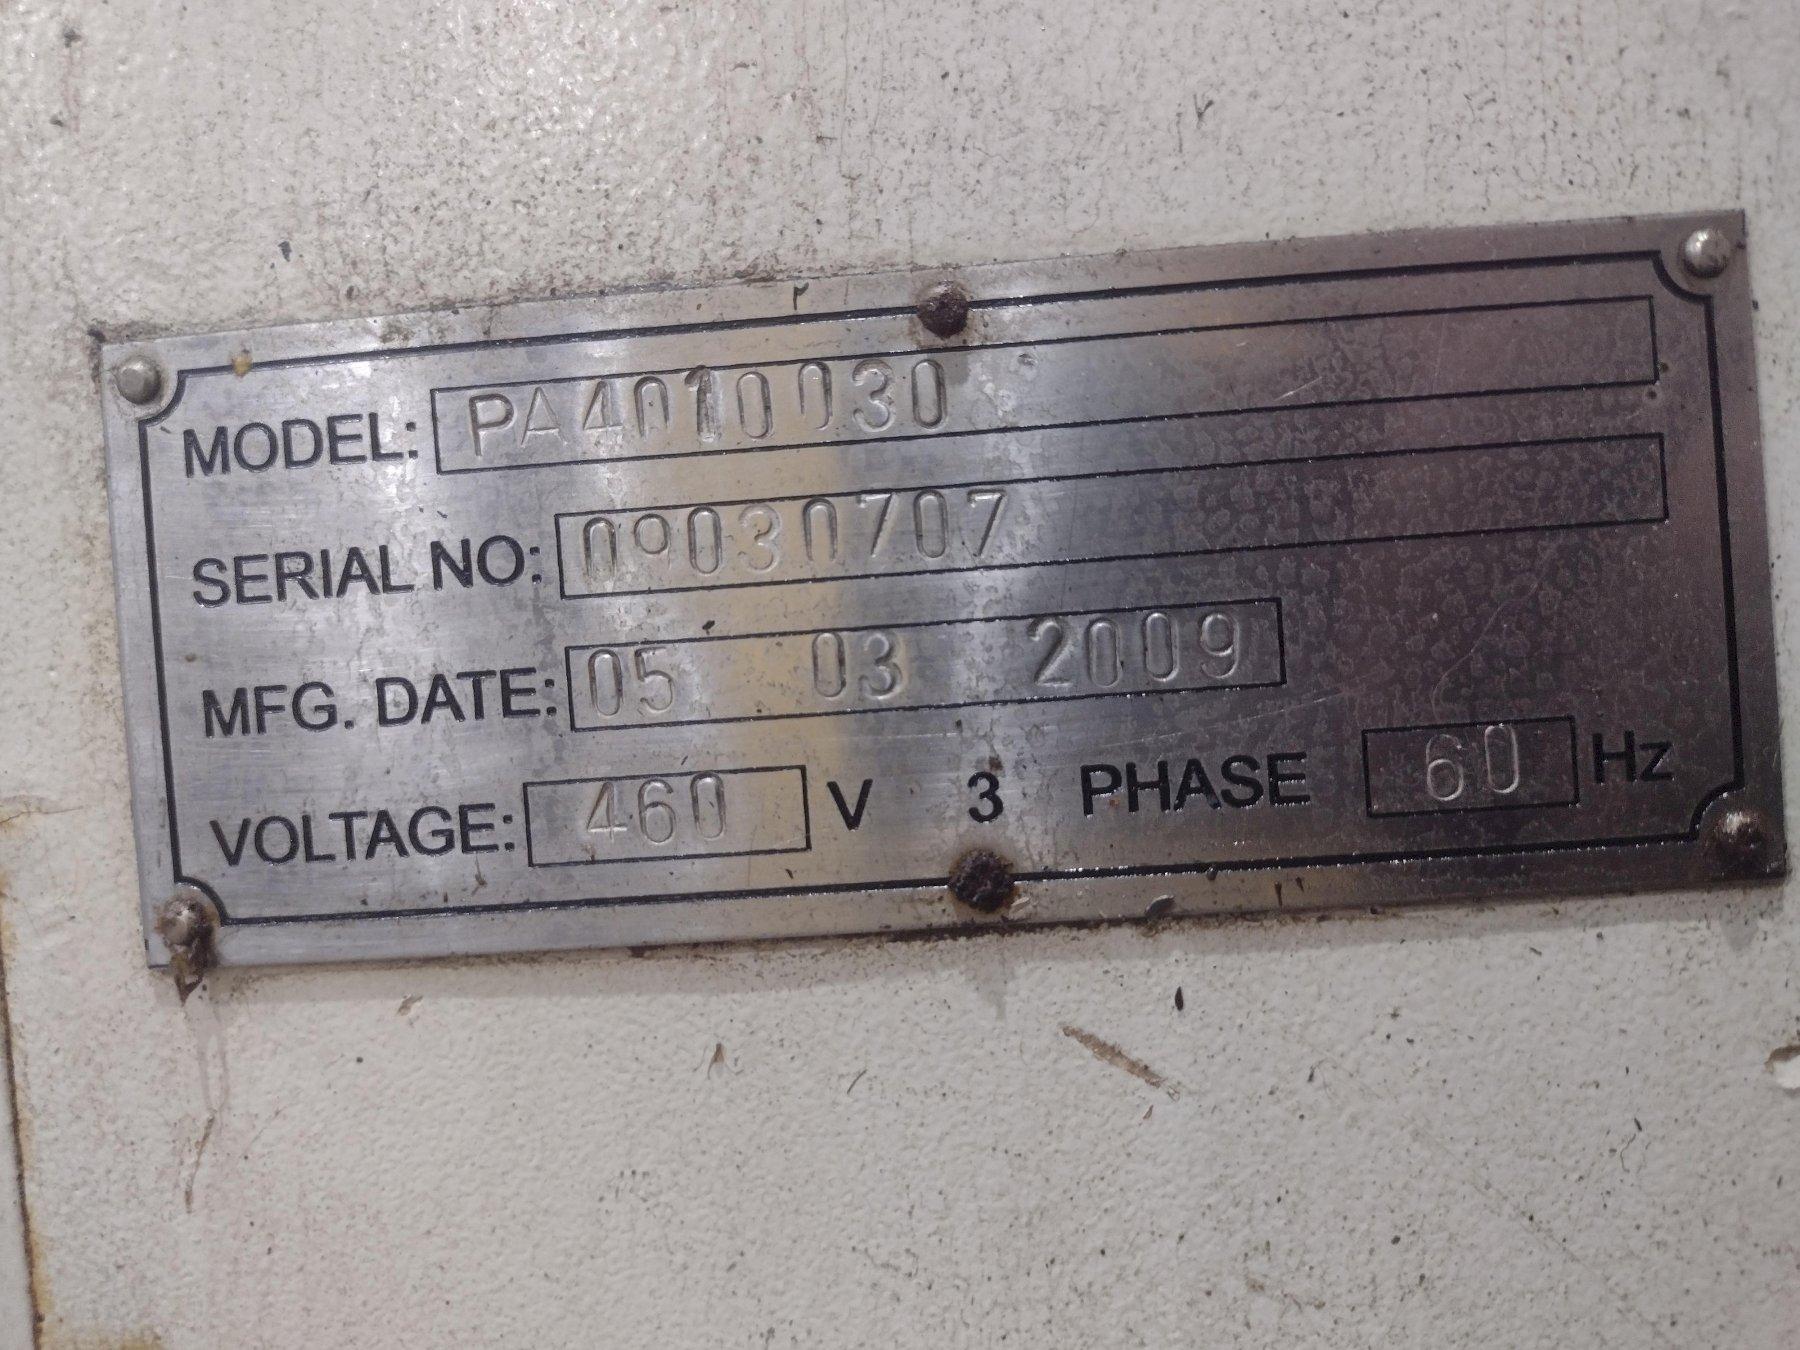 MODEL: PA4010030
SERIAL NO: 09030707
MFG. DATE: 05 03 2009
VOLTAGE: 460 V 3 PHASE 60 Hz